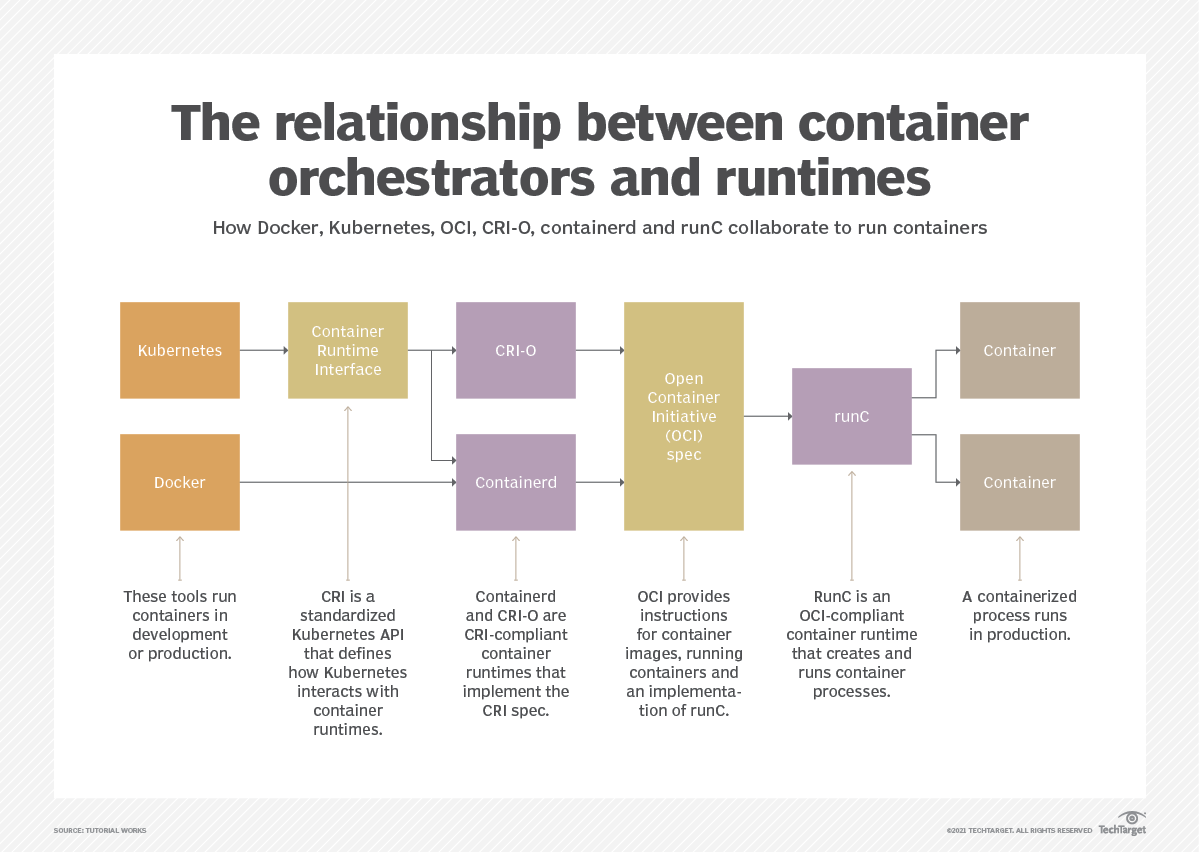 The relationship between container
orchestrators and runtimes
How Docker, Kubernetes, OCI, CRI-O, containerd and runC collaborate to run containers
Kubernetes
Container
Runtime
Interface
CRI-O
Open
Container
Initiative
(OCI)
spec
runC
Container
Docker
Containerd
Container
These tools run
containers in
development
or production.
CRI is a
standardized
Kubernetes API
that defines
how Kubernetes
interacts with
container
runtimes.
Containerd
and CRI-O are
CRI-compliant
container
runtimes that
implement the
CRI spec.
OCI provides
instructions
for container
images, running
containers and
an implementa-
tion of runC.
RunC is an
OCI-compliant
container runtime
that creates and
runs container
processes.
A containerized
process runs
in production.
SOURCE: TUTORIAL WORKS
©2021 TECHTARGET. ALL RIGHTS RESERVED
TechTarget